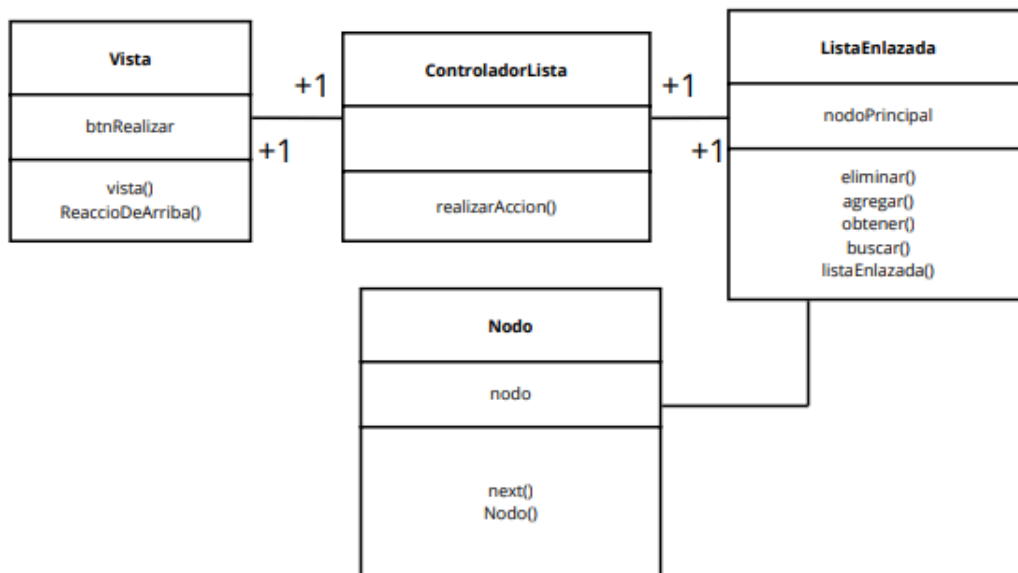 Vista
btnRealizar
vista()
ReaccioDeArriba()
+1
+1
ControladorLista
realizarAccion()
+1
+1
ListaEnlazada
nodoPrincipal
eliminar()
agregar()
obtener()
buscar()
listaEnlazada()
Nodo
nodo
next()
Nodo()